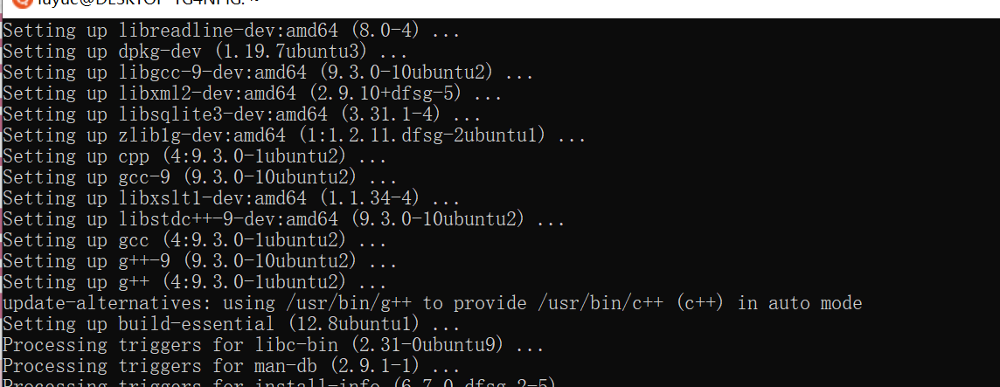 Setting up libreadline-dev:amd64 (8.0-4) ...
Setting up dpkg-dev (1.19.7ubuntu3) ...
Setting up libgcc-9-dev:amd64 (9.3.0-10ubuntu2) ...
Setting up libxml2-dev:amd64 (2.9.10+dfsg-5) ...
Setting up libsqlite3-dev:amd64 (3.31.1-4) ...
Setting up zlib1g-dev:amd64 (1:1.2.11.dfsg-2ubuntu1) ...
Setting up cpp (4:9.3.0-1ubuntu2) ...
Setting up gcc-9 (9.3.0-10ubuntu2) ...
Setting up libxslt1-dev:amd64 (1.1.34-4) ...
Setting up libstdc++-9-dev:amd64 (9.3.0-10ubuntu2) ...
Setting up gcc (4:9.3.0-1ubuntu2) ...
Setting up g++-9 (9.3.0-10ubuntu2) ...
Setting up g++ (4:9.3.0-1ubuntu2) ...
update-alternatives: using /usr/bin/g++ to provide /usr/bin/c++ (c++) in auto mode
Setting up build-essential (12.8ubuntu1) ...
Processing triggers for libc-bin (2.31-0ubuntu9) ...
Processing triggers for man-db (2.9.1-1) ...
Processing triggers for install-info (6.7.0.dfsg.2-5)